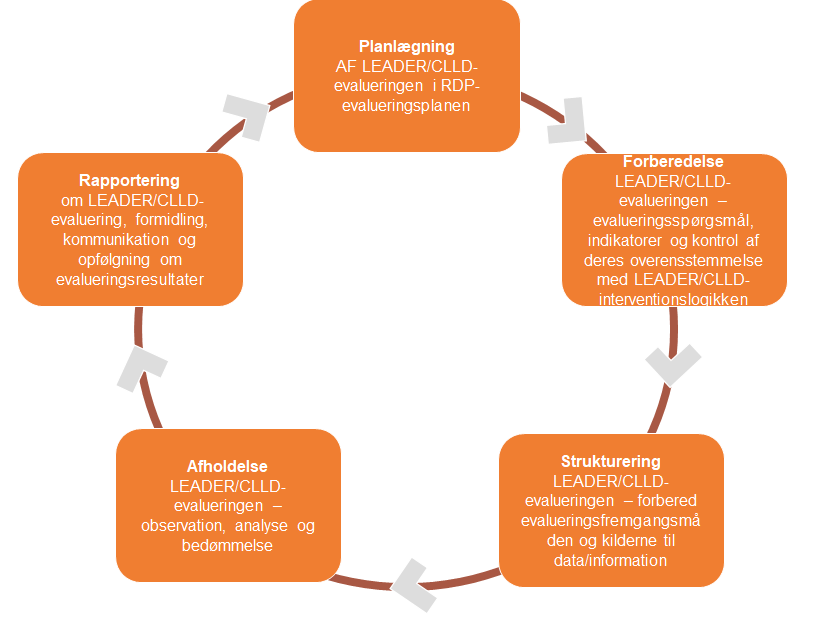 Planlægning
AF LEADER/CLLD-
evalueringen i RDP-
evalueringsplanen
Forberedelse
LEADER/CLLD-
evalueringen –
evalueringsspørgsmål,
indikatorer og kontrol af
deres overensstemmelse
med LEADER/CLLD-
interventionslogikken
Strukturering
LEADER/CLLD-
evalueringen – forbered
evalueringsfremgangsmå
den og kilderne til
data/information
Afholdelse
LEADER/CLLD-
evalueringen –
observation, analyse og
bedømmelse
Rapportering
om LEADER/CLLD-
evaluering, formidling,
kommunikation og
opfølgning om
evalueringsresultater